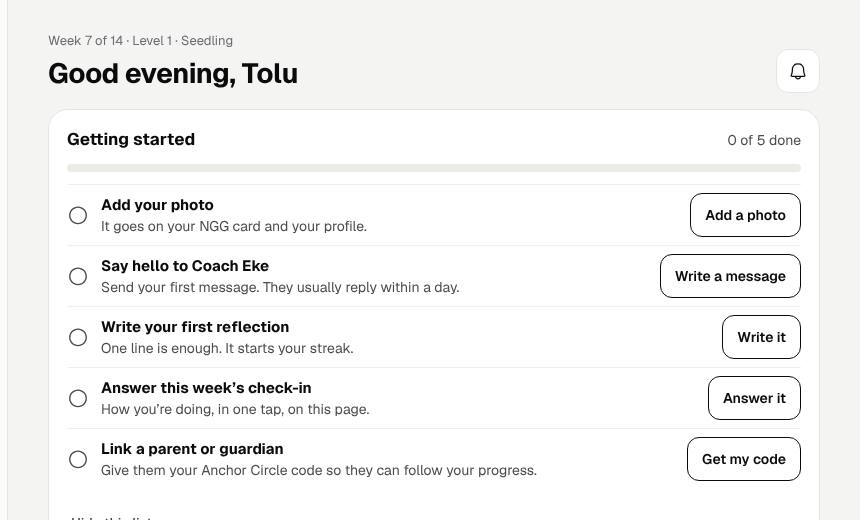 Week 7 of 14 · Level 1 · Seedling
Good evening, Tolu
Getting started
0 of 5 done
Add your photo
It goes on your NGG card and your profile.
Add a photo
Say hello to Coach Eke
Send your first message. They usually reply within a day.
Write a message
Write your first reflection
One line is enough. It starts your streak.
Write it
Answer this week’s check-in
How you’re doing, in one tap, on this page.
Answer it
Link a parent or guardian
Give them your Anchor Circle code so they can follow your progress.
Get my code